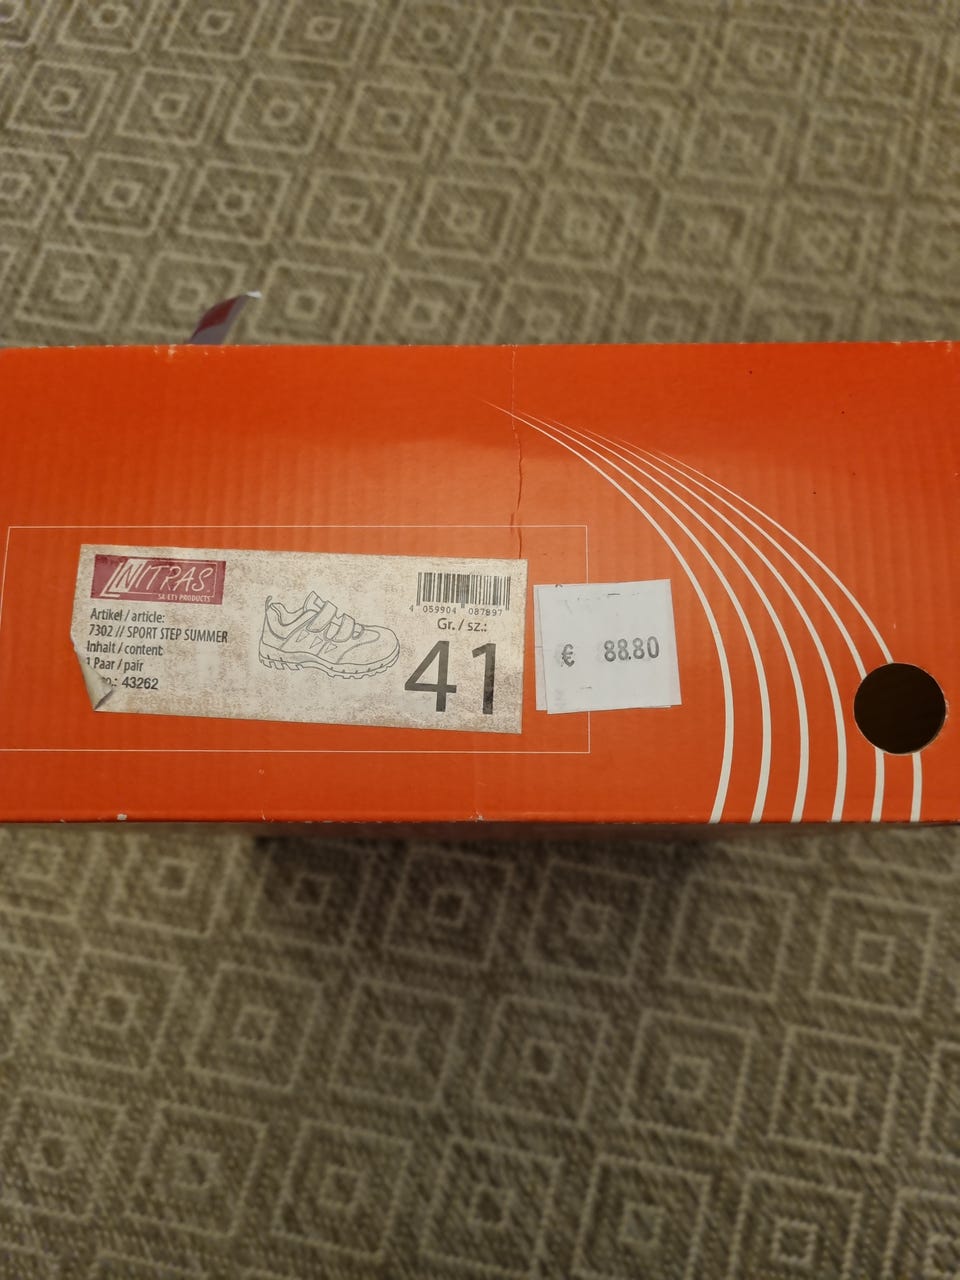 NITRAS
SAFETY PRODUCTS
Artikel / article:
7302 // SPORT STEP SUMMER
Inhalt / content
1 Paar / pair
43262
4 059904 087897
Gr. / sz.:
41
€ 88.80